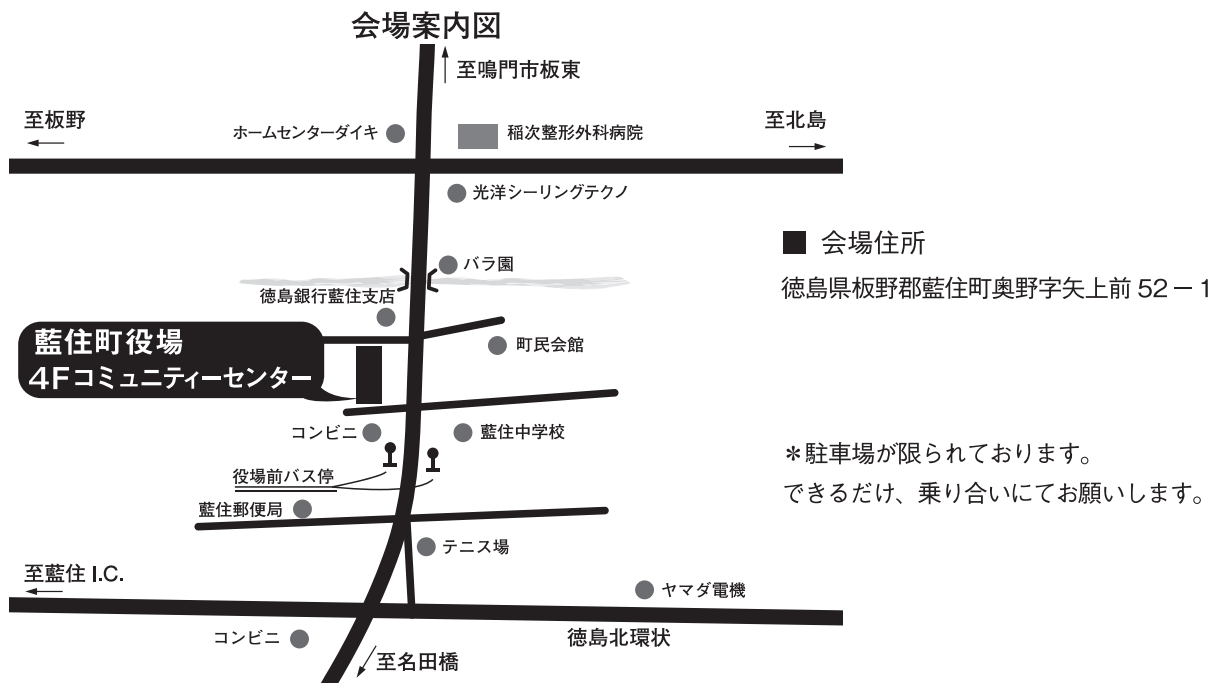 会場案内図
至鳴門市板東
至板野
ホームセンターダイキ
稲次整形外科病院
至北島
光洋シーリングテクノ
■ 会場住所
バラ園
徳島県板野郡藍住町奥野字矢上前 52 － 1
徳島銀行藍住支店
藍住町役場
4Fコミュニティーセンター
町民会館
コンビニ
藍住中学校
＊駐車場が限られております。
できるだけ、乗り合いにてお願いします。
役場前バス停
藍住郵便局
テニス場
至藍住 I.C.
ヤマダ電機
コンビニ
徳島北環状
至名田橋